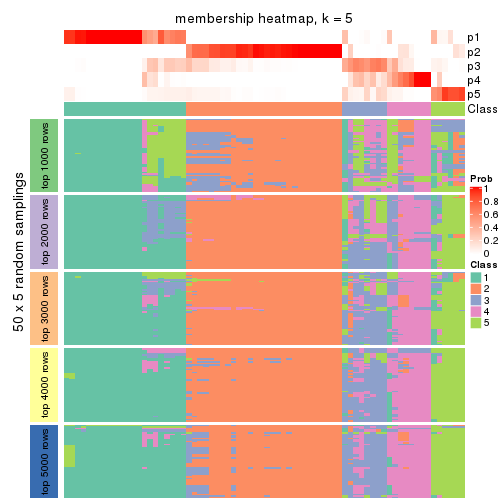 membership heatmap, k = 5
p1
p2
p3
p4
p5
Class
50 x 5 random samplings
top 1000 rows
top 2000 rows
top 3000 rows
top 4000 rows
top 5000 rows
Prob
1
0.8
0.6
0.4
0.2
0
Class
1
2
3
4
5